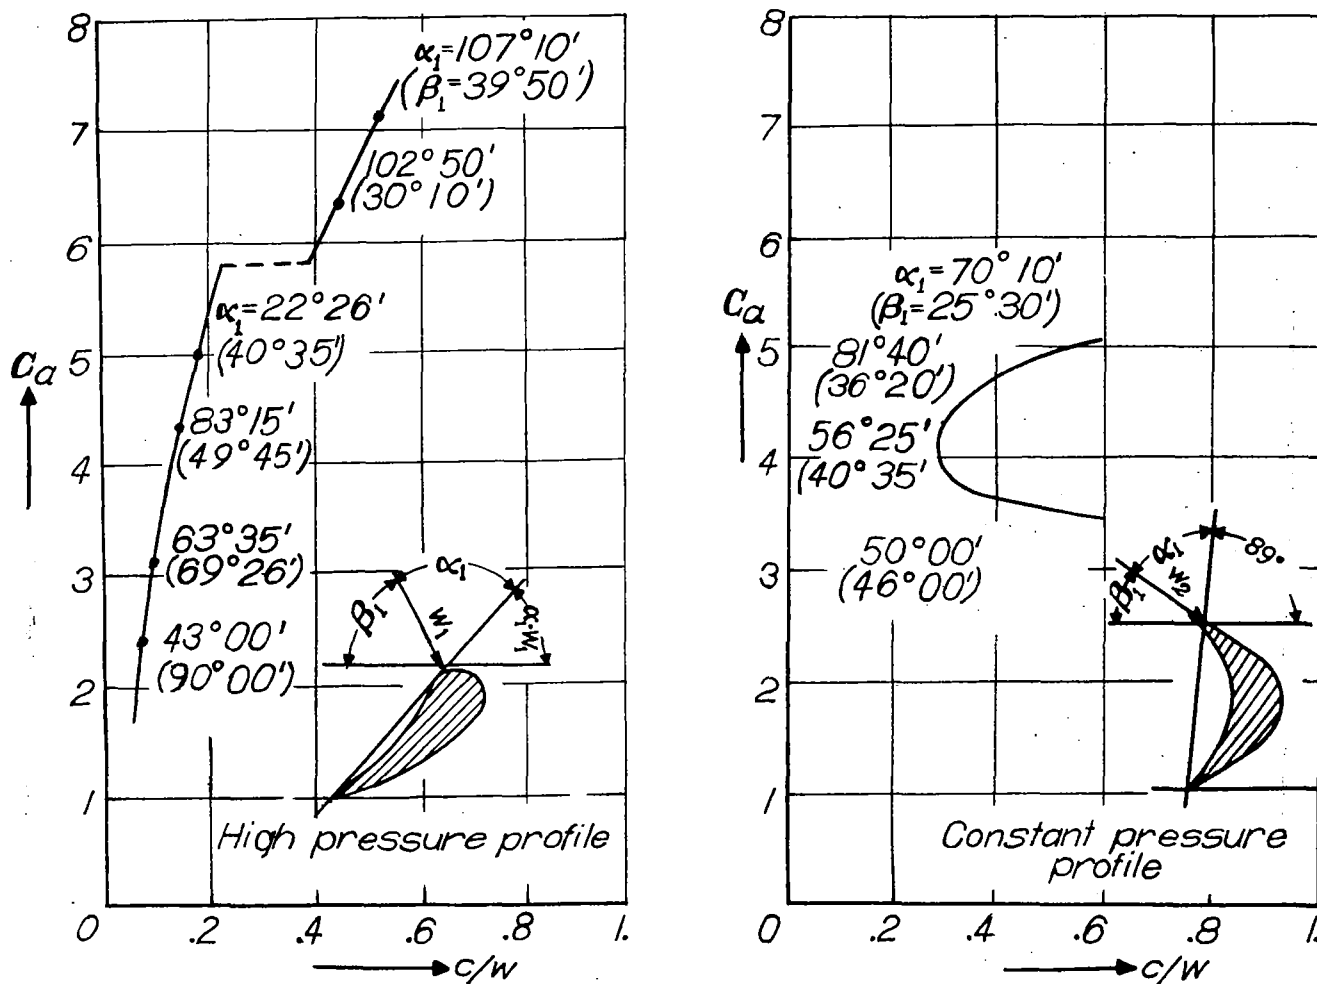 8
7
6
5
4
3
2
1
0
.2
.4
.6
.8
1.
Cₐ
c/w
α₁=107°10'
(β₁=39°50')
102°50'
(30°10')
α₁=22°26'
(40°35')
83°15'
(49°45')
63°35'
(69°26')
43°00'
(90°00')
α₁
β₁
w₁
High pressure profile
8
7
6
5
4
3
2
1
0
.2
.4
.6
.8
1.
Cₐ
c/w
α₁=70°10'
(β₁=25°30')
81°40'
(36°20')
56°25'
(40°35'
50°00'
(46°00')
α₁
89°
β₁
w₂
Constant pressure
profile